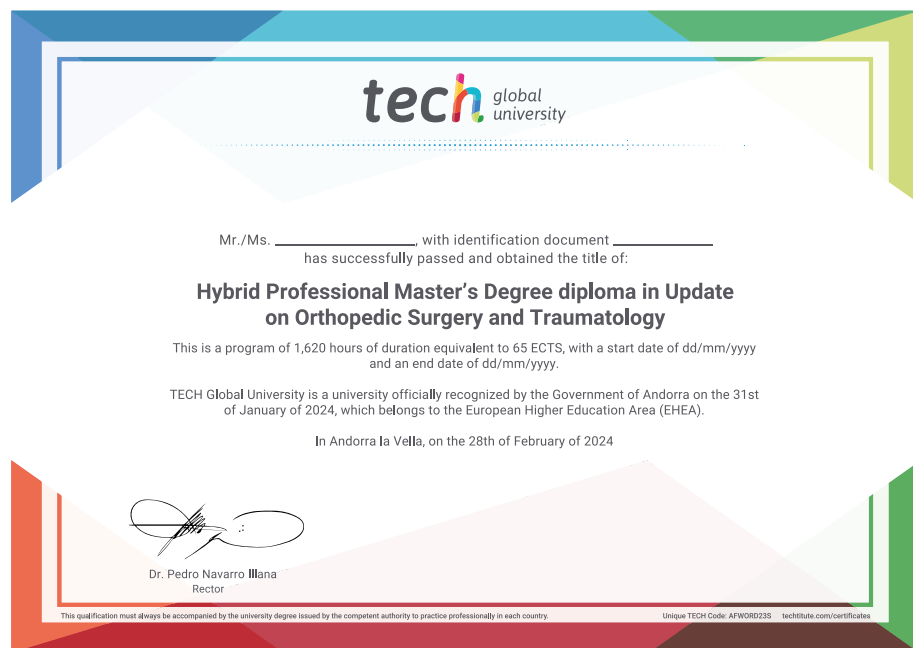 tech global university
Mr./Ms. ____________, with identification document ____________
has successfully passed and obtained the title of:
Hybrid Professional Master's Degree diploma in Update
on Orthopedic Surgery and Traumatology
This is a program of 1,620 hours of duration equivalent to 65 ECTS, with a start date of dd/mm/yyyy
and an end date of dd/mm/yyyy.
TECH Global University is a university officially recognized by the Government of Andorra on the 31st
of January of 2024, which belongs to the European Higher Education Area (EHEA).
In Andorra la Vella, on the 28th of February of 2024
Dr. Pedro Navarro Illana
Rector
This qualification must always be accompanied by the university degree issued by the competent authority to practice professionally in each country.
Unique TECH Code: AFWORD23S techtitute.com/certificates